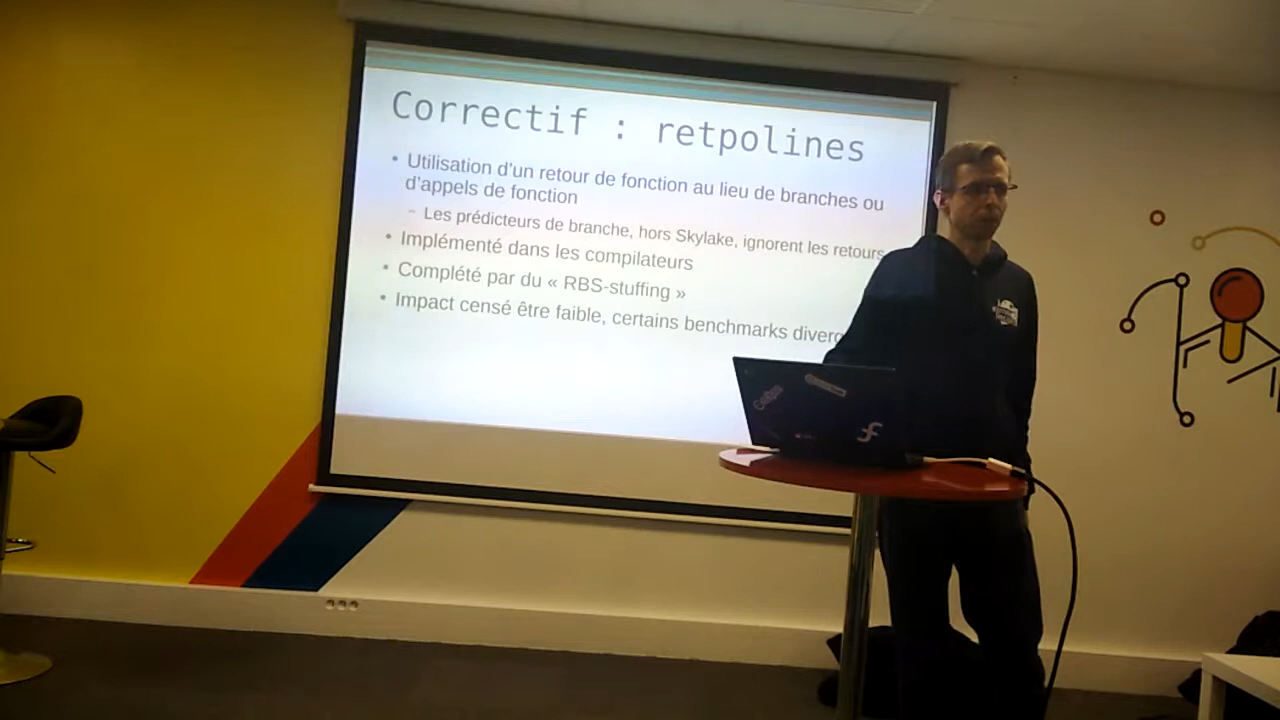 Correctif : retpolines
• Utilisation d'un retour de fonction au lieu de branches ou
d'appels de fonction
– Les prédicteurs de branche, hors Skylake, ignorent les retours
• Implémenté dans les compilateurs
• Complété par du « RBS-stuffing »
• Impact censé être faible, certains benchmarks